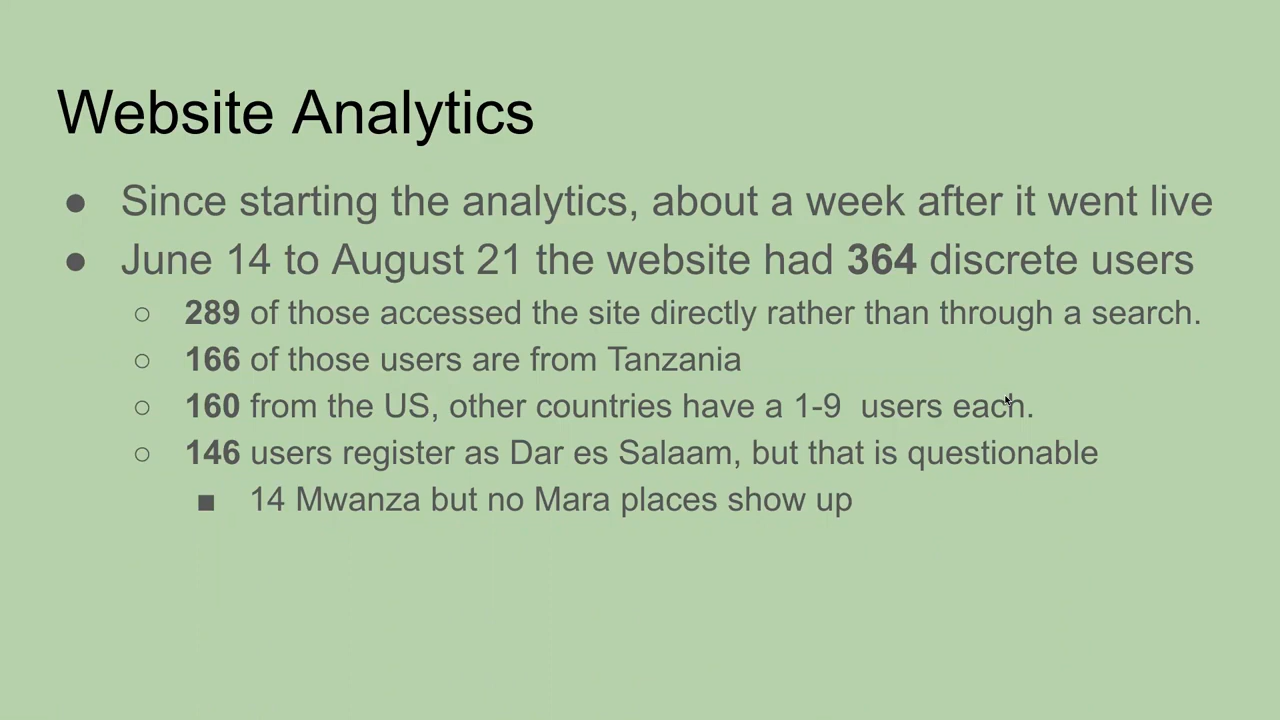 Website Analytics
● Since starting the analytics, about a week after it went live
● June 14 to August 21 the website had 364 discrete users
○ 289 of those accessed the site directly rather than through a search.
○ 166 of those users are from Tanzania
○ 160 from the US, other countries have a 1-9  users each.
○ 146 users register as Dar es Salaam, but that is questionable
■ 14 Mwanza but no Mara places show up